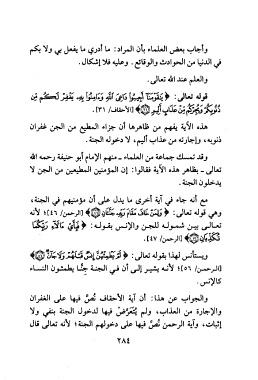 وأجاب بعض العلماء بأن المراد: ما أدري ما يفعل بي ولا بكم
في الدنيا من الحوادث والوقائع. وعليه فلا إشكال.
والعلم عند الله تعالى.
قوله تعالى: ﴿يَٰقَوْمَنَآ أَجِيبُوا۟ دَاعِىَ ٱللَّهِ وَءَامِنُوا۟ بِهِۦ يَغْفِرْ لَكُم مِّن
ذُنُوبِكُمْ وَيُجِرْكُم مِّنْ عَذَابٍ أَلِيمٍ﴾ [الأحقاف/ ٣١].
هذه الآية يفهم من ظاهرها أن جزاء المطيع من الجن غفران
ذنوبه، وإجارته من عذاب أليم، لا دخوله الجنة.
وقد تمسك جماعة من العلماء ـ منهم الإمام أبو حنيفة رحمه الله
تعالى ـ بظاهر هذه الآية فقالوا: إن المؤمنين المطيعين من الجن لا
يدخلون الجنة.
مع أنه جاء في آية أخرى ما يدل على أن مؤمنيهم في الجنة،
وهي قوله تعالى: ﴿وَلِمَنْ خَافَ مَقَامَ رَبِّهِۦ جَنَّتَانِ﴾ [الرحمن/ ٤٦]؛ لأنه
تعالى بين شموله للجن والإنس بقوله: ﴿فَبِأَىِّ ءَالَآءِ رَبِّكُمَا
تُكَذِّبَانِ﴾ [الرحمن/ ٤٧].
ويستأنس لهذا بقوله تعالى: ﴿لَمْ يَطْمِثْهُنَّ إِنسٌ قَبْلَهُمْ وَلَا جَآنٌّ﴾
[الرحمن/ ٥٦]؛ لأنه يشير إلى أن في الجنة جنًّا يطمثون النساء
كالإنس.
والجواب عن هذا: أن آية الأحقاف نُصَّ فيها على الغفران
والإجارة من العذاب، ولم يُتَعَرَّضْ فيها لدخول الجنة بنفي ولا
إثبات، وآية الرحمن نُصَّ فيها على دخولهم الجنة؛ لأنه تعالى قال
٢٨٤